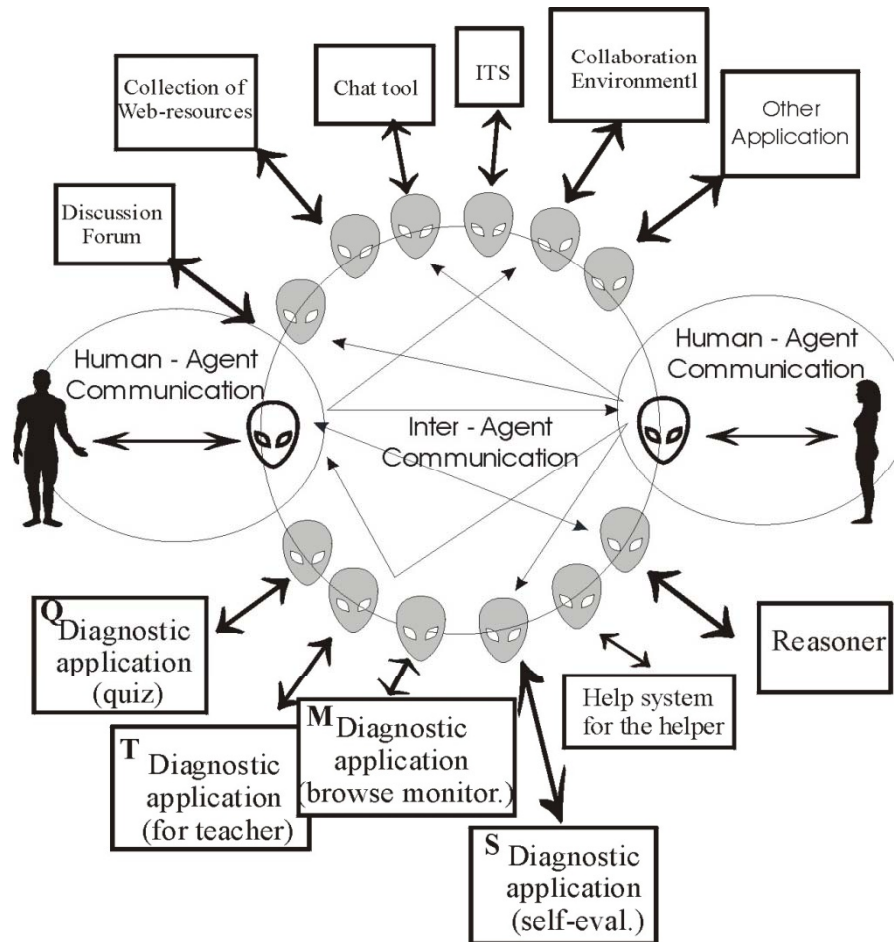 Collection of
Web-resources
Chat tool
ITS
Collaboration
Environmentl
Other
Application
Discussion
Forum
Human - Agent
Communication
Human - Agent
Communication
Inter - Agent
Communication
Q
Diagnostic
application
(quiz)
T
Diagnostic
application
(for teacher)
M
Diagnostic
application
(browse monitor.)
S
Diagnostic
application
(self-eval.)
Help system
for the helper
Reasoner